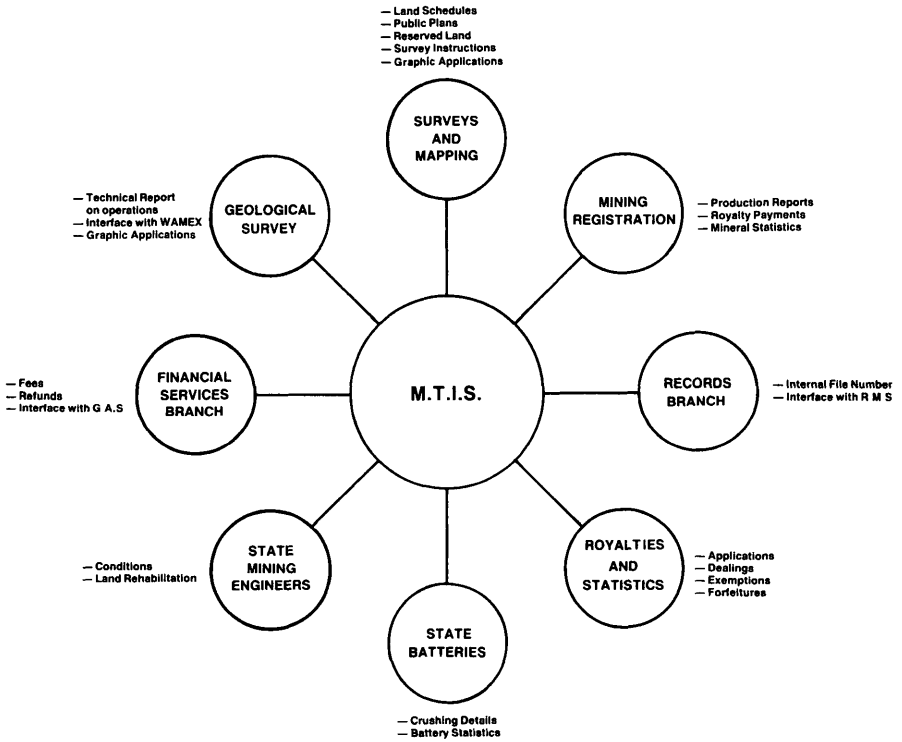 — Land Schedules
— Public Plans
— Reserved Land
— Survey Instructions
— Graphic Applications
SURVEYS
AND
MAPPING
— Technical Report
on operations
— Interface with WAMEX
— Graphic Applications
GEOLOGICAL
SURVEY
MINING
REGISTRATION
— Production Reports
— Royalty Payments
— Mineral Statistics
— Fees
— Refunds
— Interface with G A.S
FINANCIAL
SERVICES
BRANCH
M.T.I.S.
RECORDS
BRANCH
— Internal File Number
— Interface with R M S
— Conditions
— Land Rehabilitation
STATE
MINING
ENGINEERS
ROYALTIES
AND
STATISTICS
— Applications
— Dealings
— Exemptions
— Forfeitures
STATE
BATTERIES
— Crushing Details
— Battery Statistics